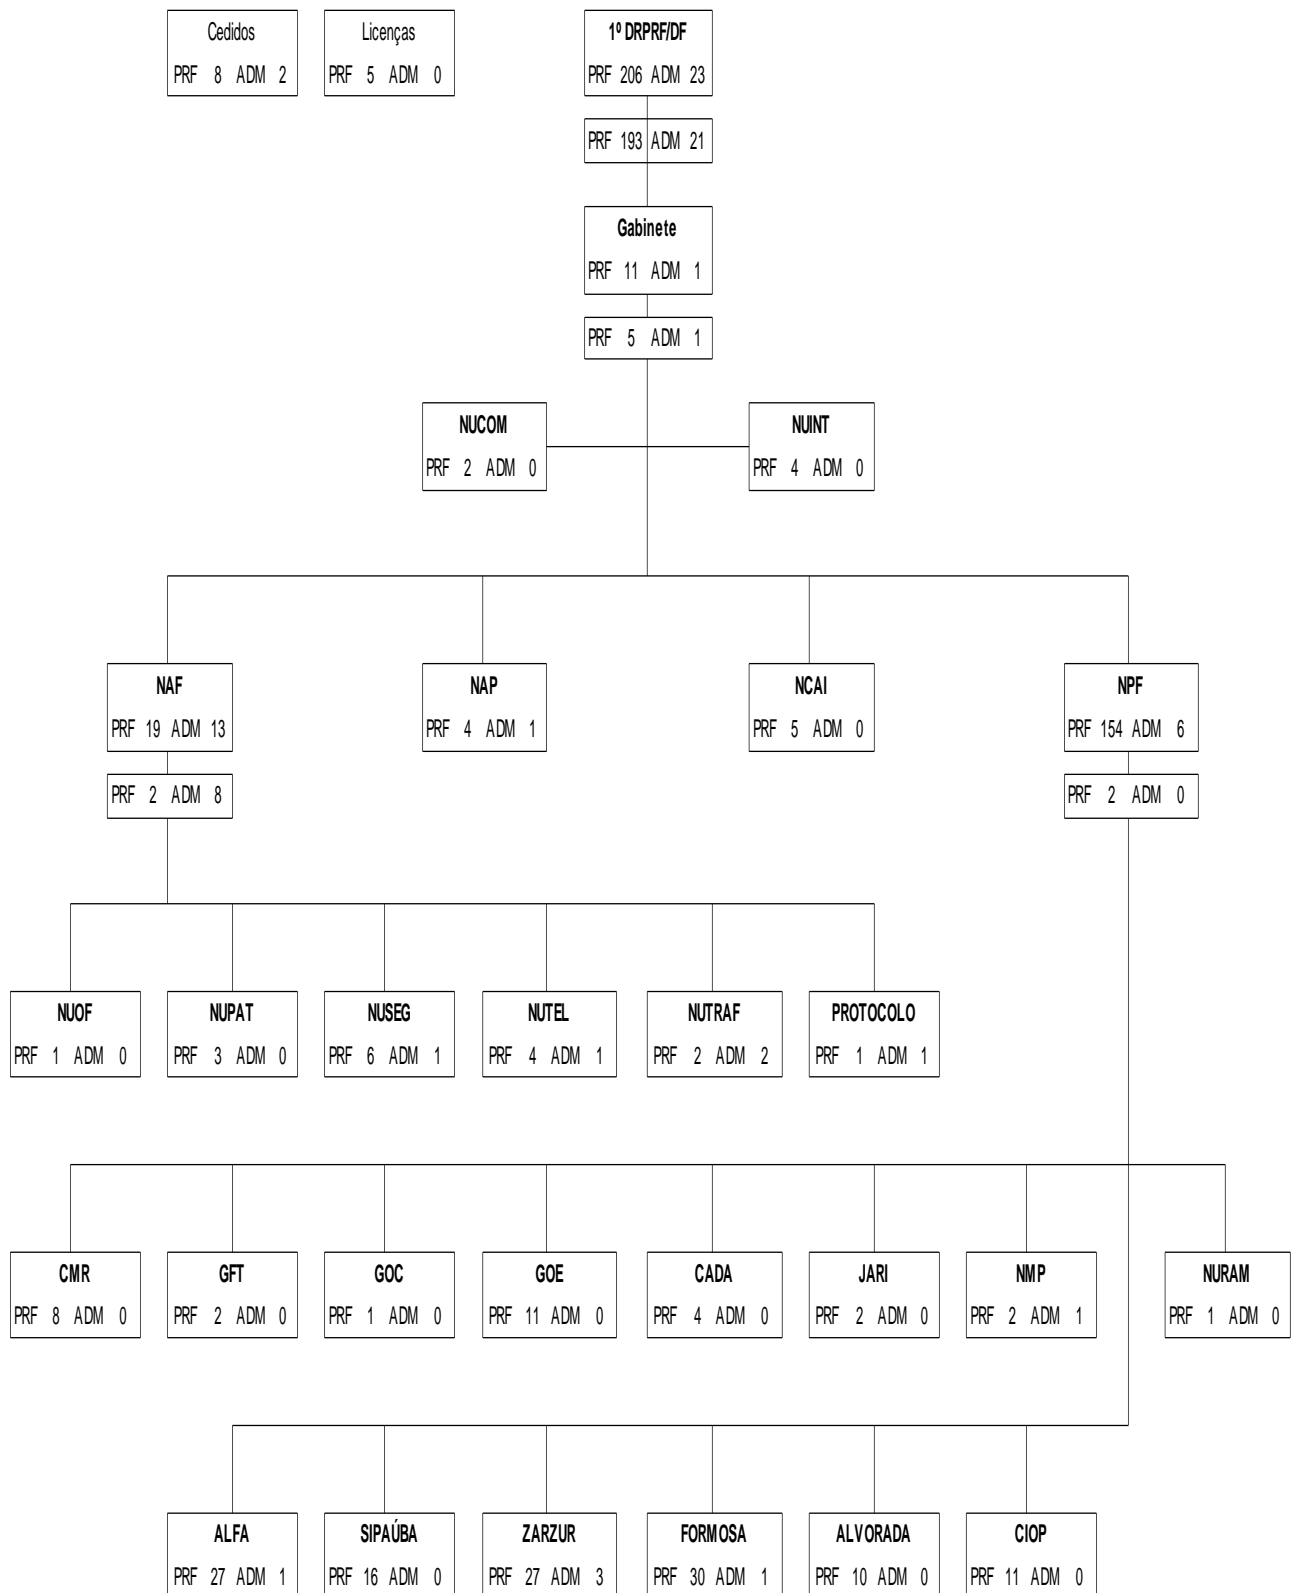 Cedidos
PRF 8 ADM 2
Licenças
PRF 5 ADM 0
1º DRPRF/DF
PRF 206 ADM 23
PRF 193 ADM 21
Gabinete
PRF 11 ADM 1
PRF 5 ADM 1
NUCOM
PRF 2 ADM 0
NUINT
PRF 4 ADM 0
NAF
PRF 19 ADM 13
PRF 2 ADM 8
NAP
PRF 4 ADM 1
NCAI
PRF 5 ADM 0
NPF
PRF 154 ADM 6
PRF 2 ADM 0
NUOF
PRF 1 ADM 0
NUPAT
PRF 3 ADM 0
NUSEG
PRF 6 ADM 1
NUTEL
PRF 4 ADM 1
NUTRAF
PRF 2 ADM 2
PROTOCOLO
PRF 1 ADM 1
CMR
PRF 8 ADM 0
GFT
PRF 2 ADM 0
GOC
PRF 1 ADM 0
GOE
PRF 11 ADM 0
CADA
PRF 4 ADM 0
JARI
PRF 2 ADM 0
NMP
PRF 2 ADM 1
NURAM
PRF 1 ADM 0
ALFA
PRF 27 ADM 1
SIPAÚBA
PRF 16 ADM 0
ZARZUR
PRF 27 ADM 3
FORMOSA
PRF 30 ADM 1
ALVORADA
PRF 10 ADM 0
CIOP
PRF 11 ADM 0